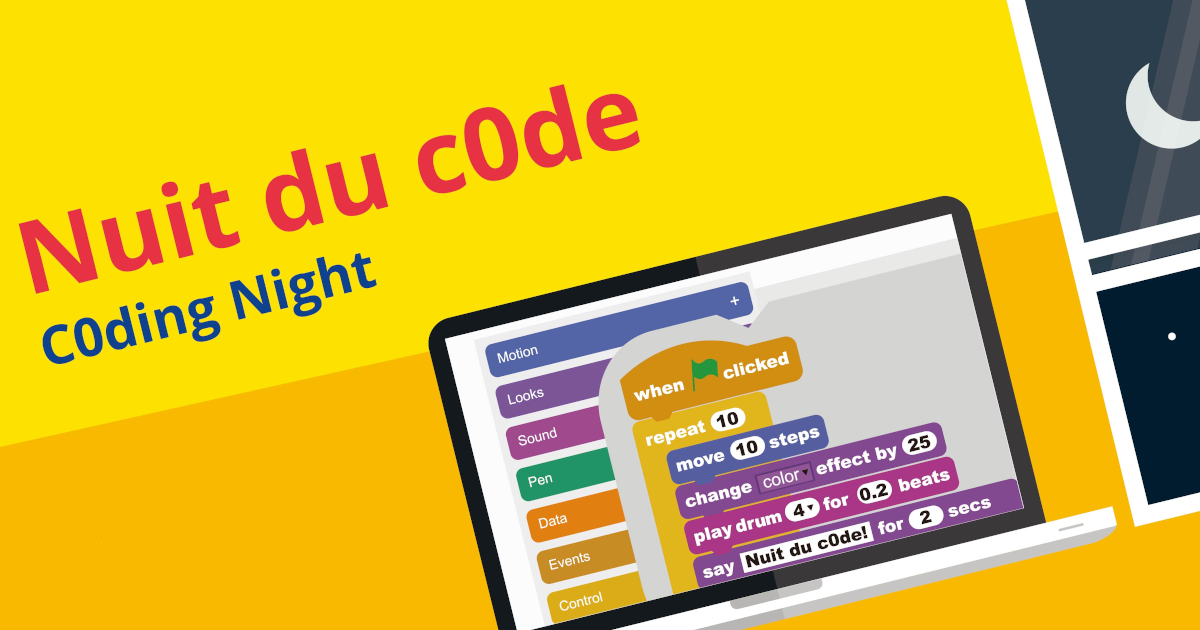 Nuit du c0de
C0ding Night
Motion +
Looks
Sound
Pen
Data
Events
Control
when clicked
repeat 10
move 10 steps
change color effect by 25
play drum 4 for 0.2 beats
say Nuit du c0de! for 2 secs